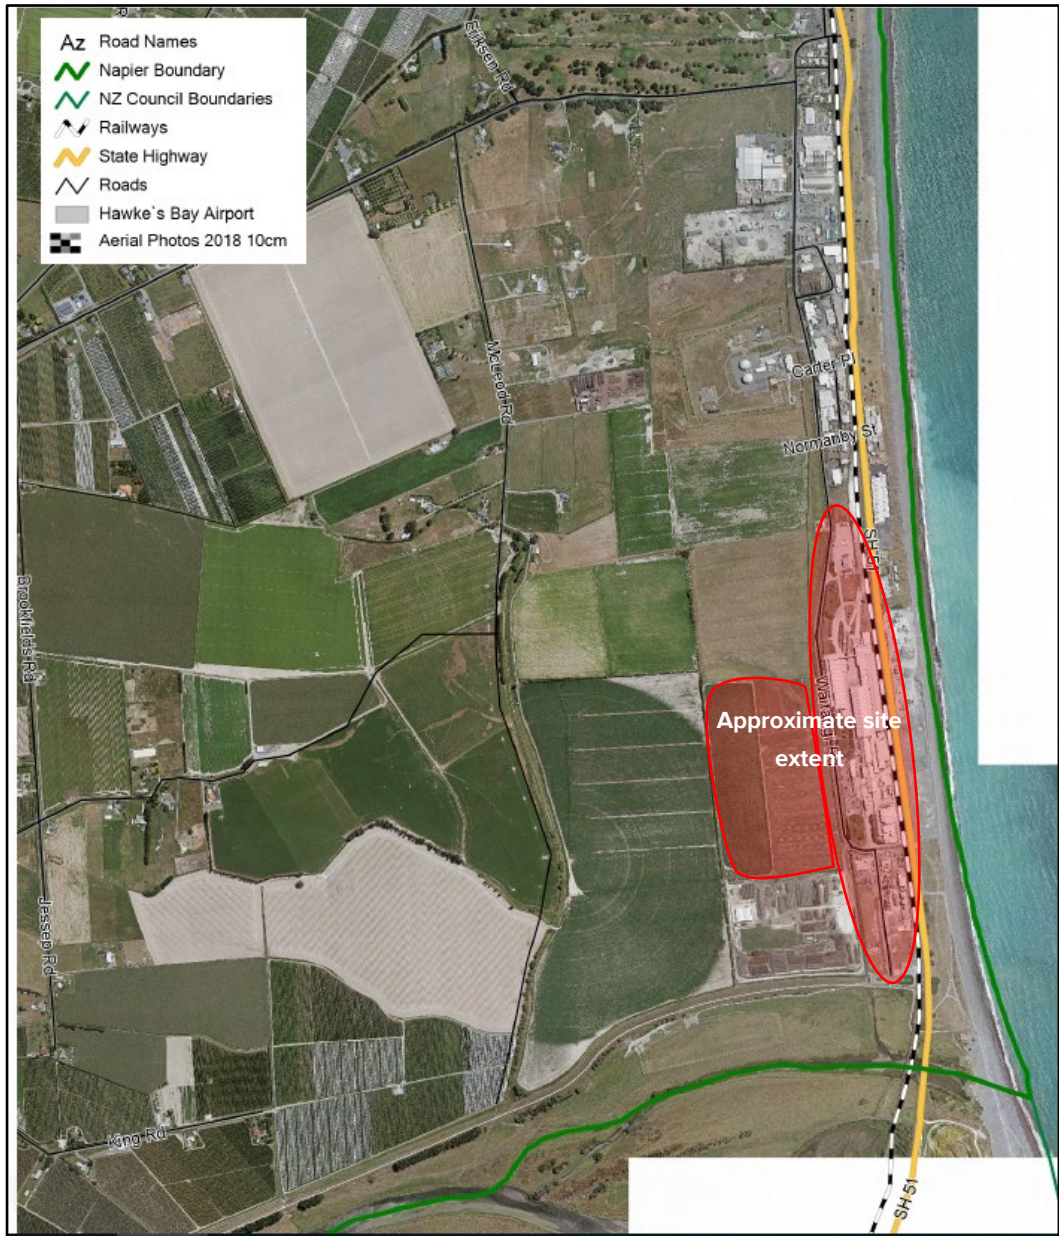 Az Road Names
Napier Boundary
NZ Council Boundaries
Railways
State Highway
Roads
Hawke`s Bay Airport
Aerial Photos 2018 10cm
Eriksen Rd
McLeod Rd
Carter Pl
Normanby St
SH 51
Brookfields Rd
Approximate site
extent
Jessep Rd
King Rd
SH 51